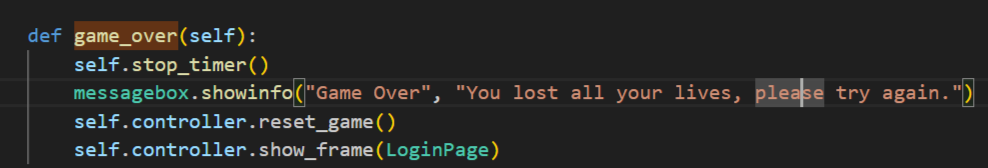 def game_over(self):
self.stop_timer()
messagebox.showinfo("Game Over", "You lost all your lives, please try again.")
self.controller.reset_game()
self.controller.show_frame(LoginPage)